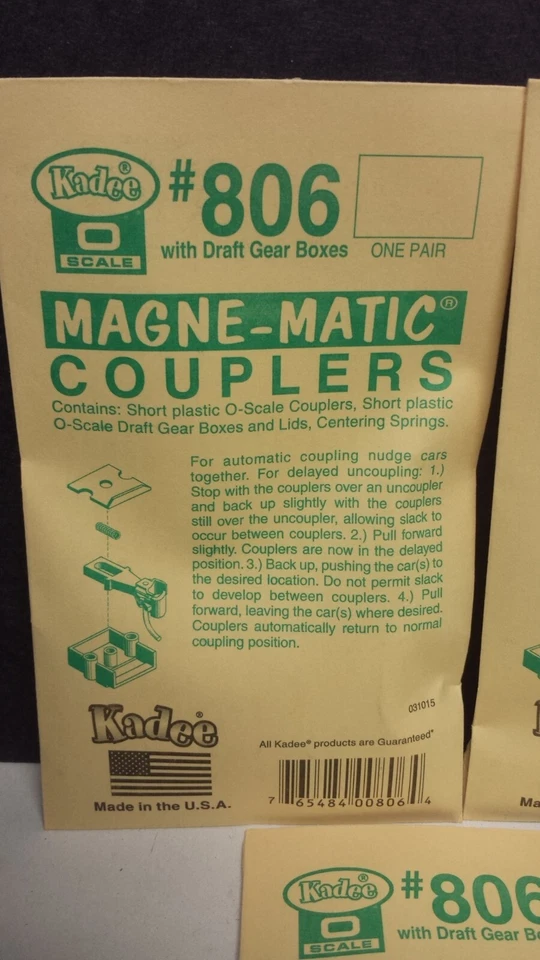 Kadee®
O
SCALE
#806
with Draft Gear Boxes
ONE PAIR
MAGNE-MATIC®
COUPLERS
Contains: Short plastic O-Scale Couplers, Short plastic
O-Scale Draft Gear Boxes and Lids, Centering Springs.
For automatic coupling nudge cars
together. For delayed uncoupling: 1.)
Stop with the couplers over an uncoupler
and back up slightly with the couplers
still over the uncoupler, allowing slack to
occur between couplers. 2.) Pull forward
slightly. Couplers are now in the delayed
position. 3.) Back up, pushing the car(s) to
the desired location. Do not permit slack
to develop between couplers. 4.) Pull
forward, leaving the car(s) where desired.
Couplers automatically return to normal
coupling position.
Kadee®
Made in the U.S.A.
031015
All Kadee® products are Guaranteed*
7 65484 00806 4
Ma
Kadee®
O
SCALE
#806
with Draft Gear Bo